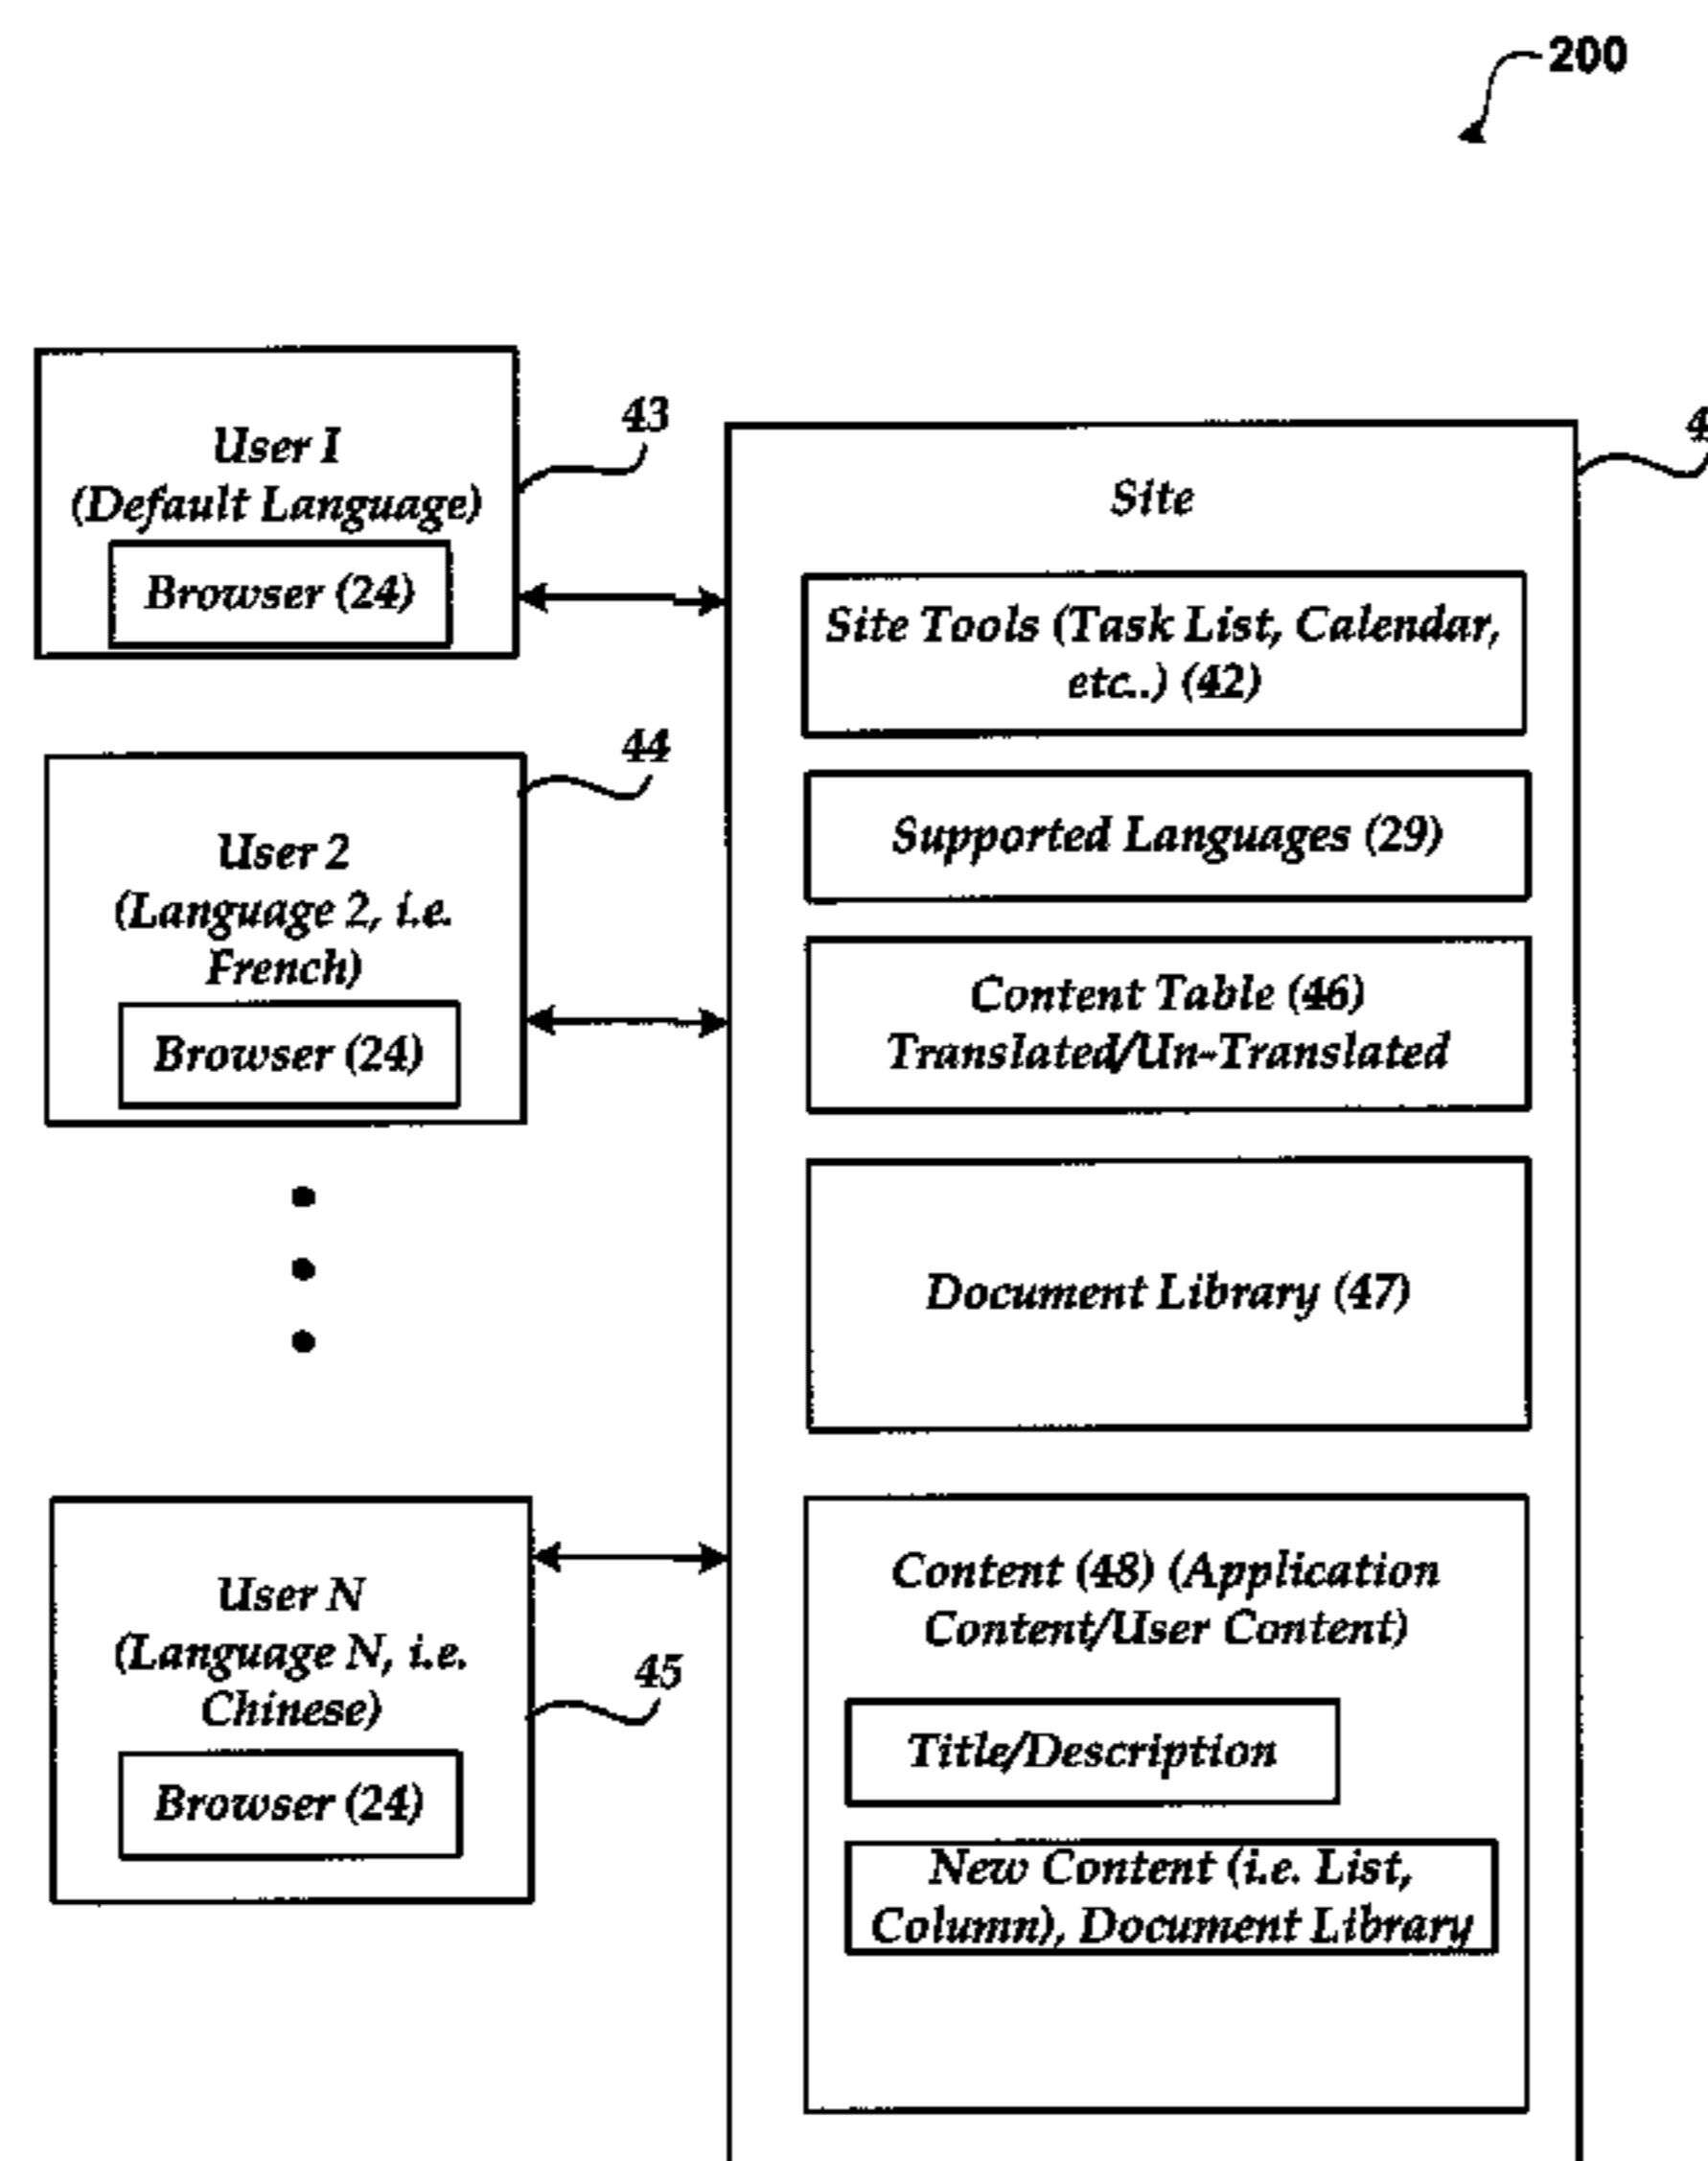 200
43
User 1
(Default Language)
Browser (24)
44
User 2
(Language 2, i.e.
French)
Browser (24)
User N
(Language N, i.e.
Chinese)
45
Browser (24)
Site
Site Tools (Task List, Calendar,
etc..) (42)
Supported Languages (29)
Content Table (46)
Translated/Un-Translated
Document Library (47)
Content (48) (Application
Content/User Content)
Title/Description
New Content (i.e. List,
Column), Document Library